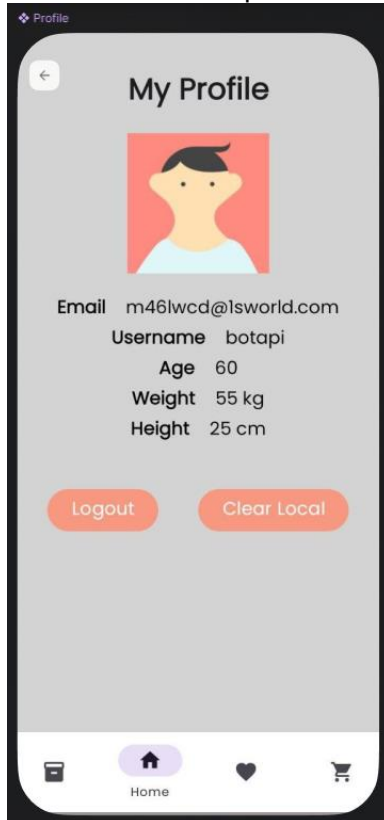 Profile
My Profile
Email m46lwcd@1sworld.com
Username botapi
Age 60
Weight 55 kg
Height 25 cm
Logout Clear Local
Home